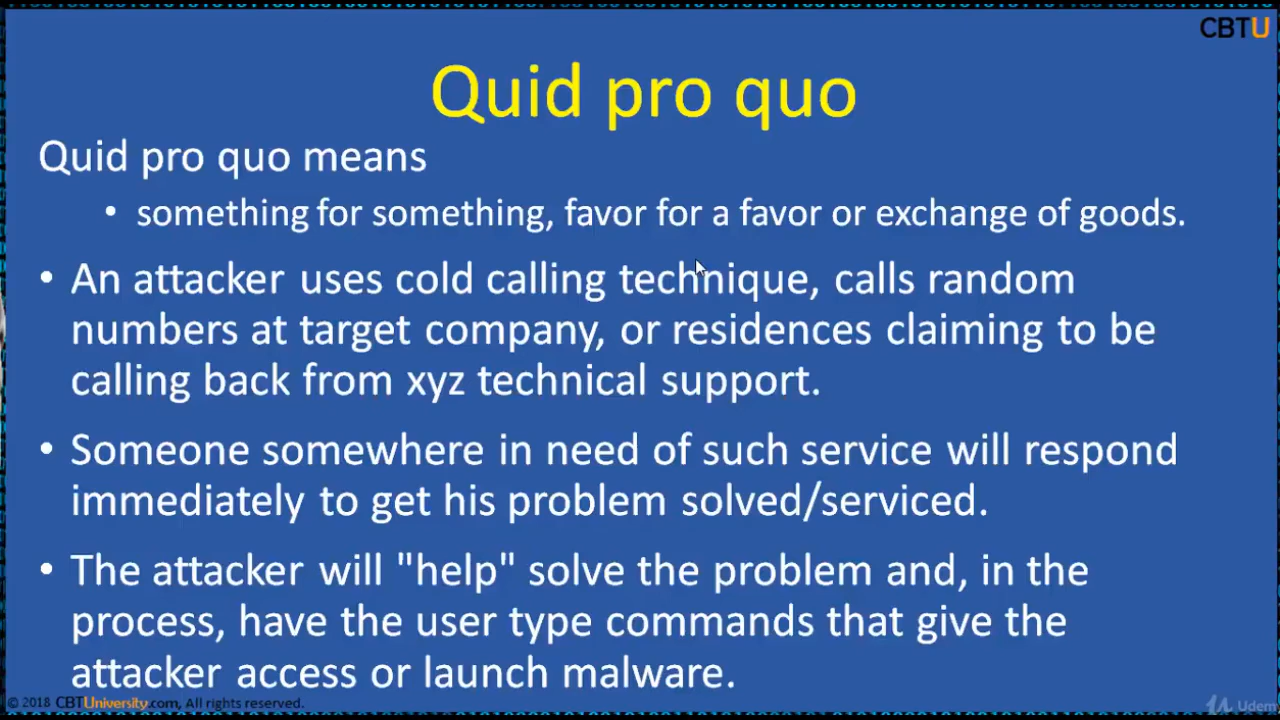 CBTU
Quid pro quo
Quid pro quo means
• something for something, favor for a favor or exchange of goods.
• An attacker uses cold calling technique, calls random
numbers at target company, or residences claiming to be
calling back from xyz technical support.
• Someone somewhere in need of such service will respond
immediately to get his problem solved/serviced.
• The attacker will "help" solve the problem and, in the
process, have the user type commands that give the
attacker access or launch malware.
© 2018 CBTUniversity.com, All rights reserved.